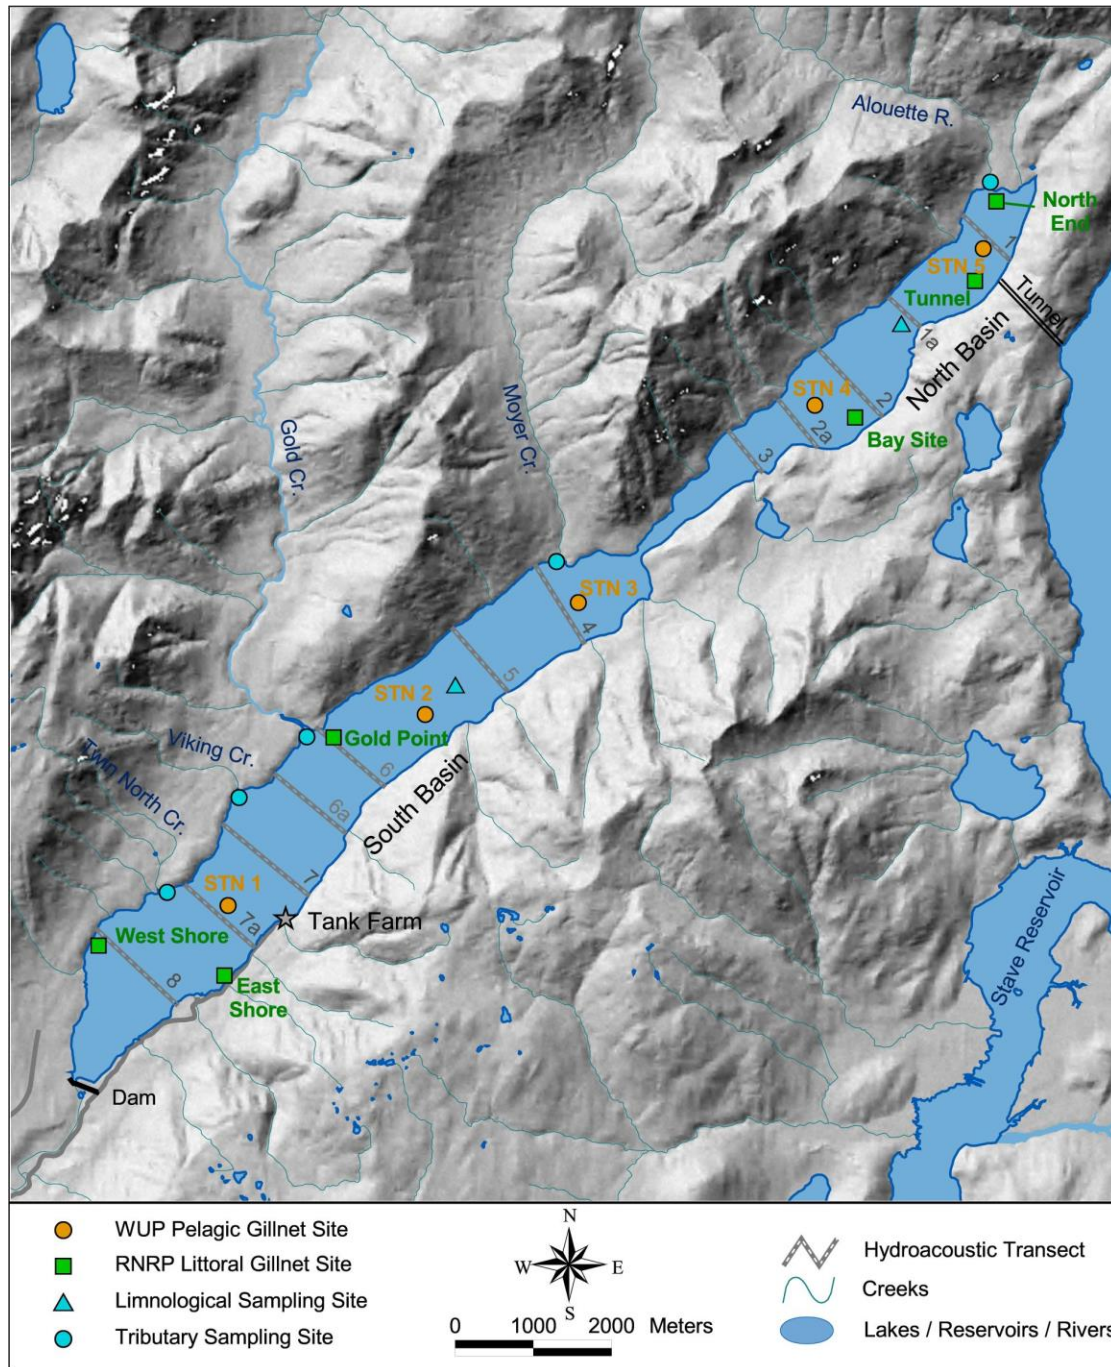 Alouette R.
North
End
1
STN 5
Tunnel
Tunnel
1a
North Basin
STN 4
2
2a
Bay Site
3
Moyer Cr.
Gold Cr.
STN 3
4
5
STN 2
Gold Point
6
South Basin
6a
Viking Cr.
Twin North Cr.
7
STN 1
7a
Tank Farm
West Shore
8
East
Shore
Stave Reservoir
Dam
WUP Pelagic Gillnet Site
RNRP Littoral Gillnet Site
Limnological Sampling Site
Tributary Sampling Site
N
W
E
S
0 1000 2000 Meters
Hydroacoustic Transect
Creeks
Lakes / Reservoirs / Rivers